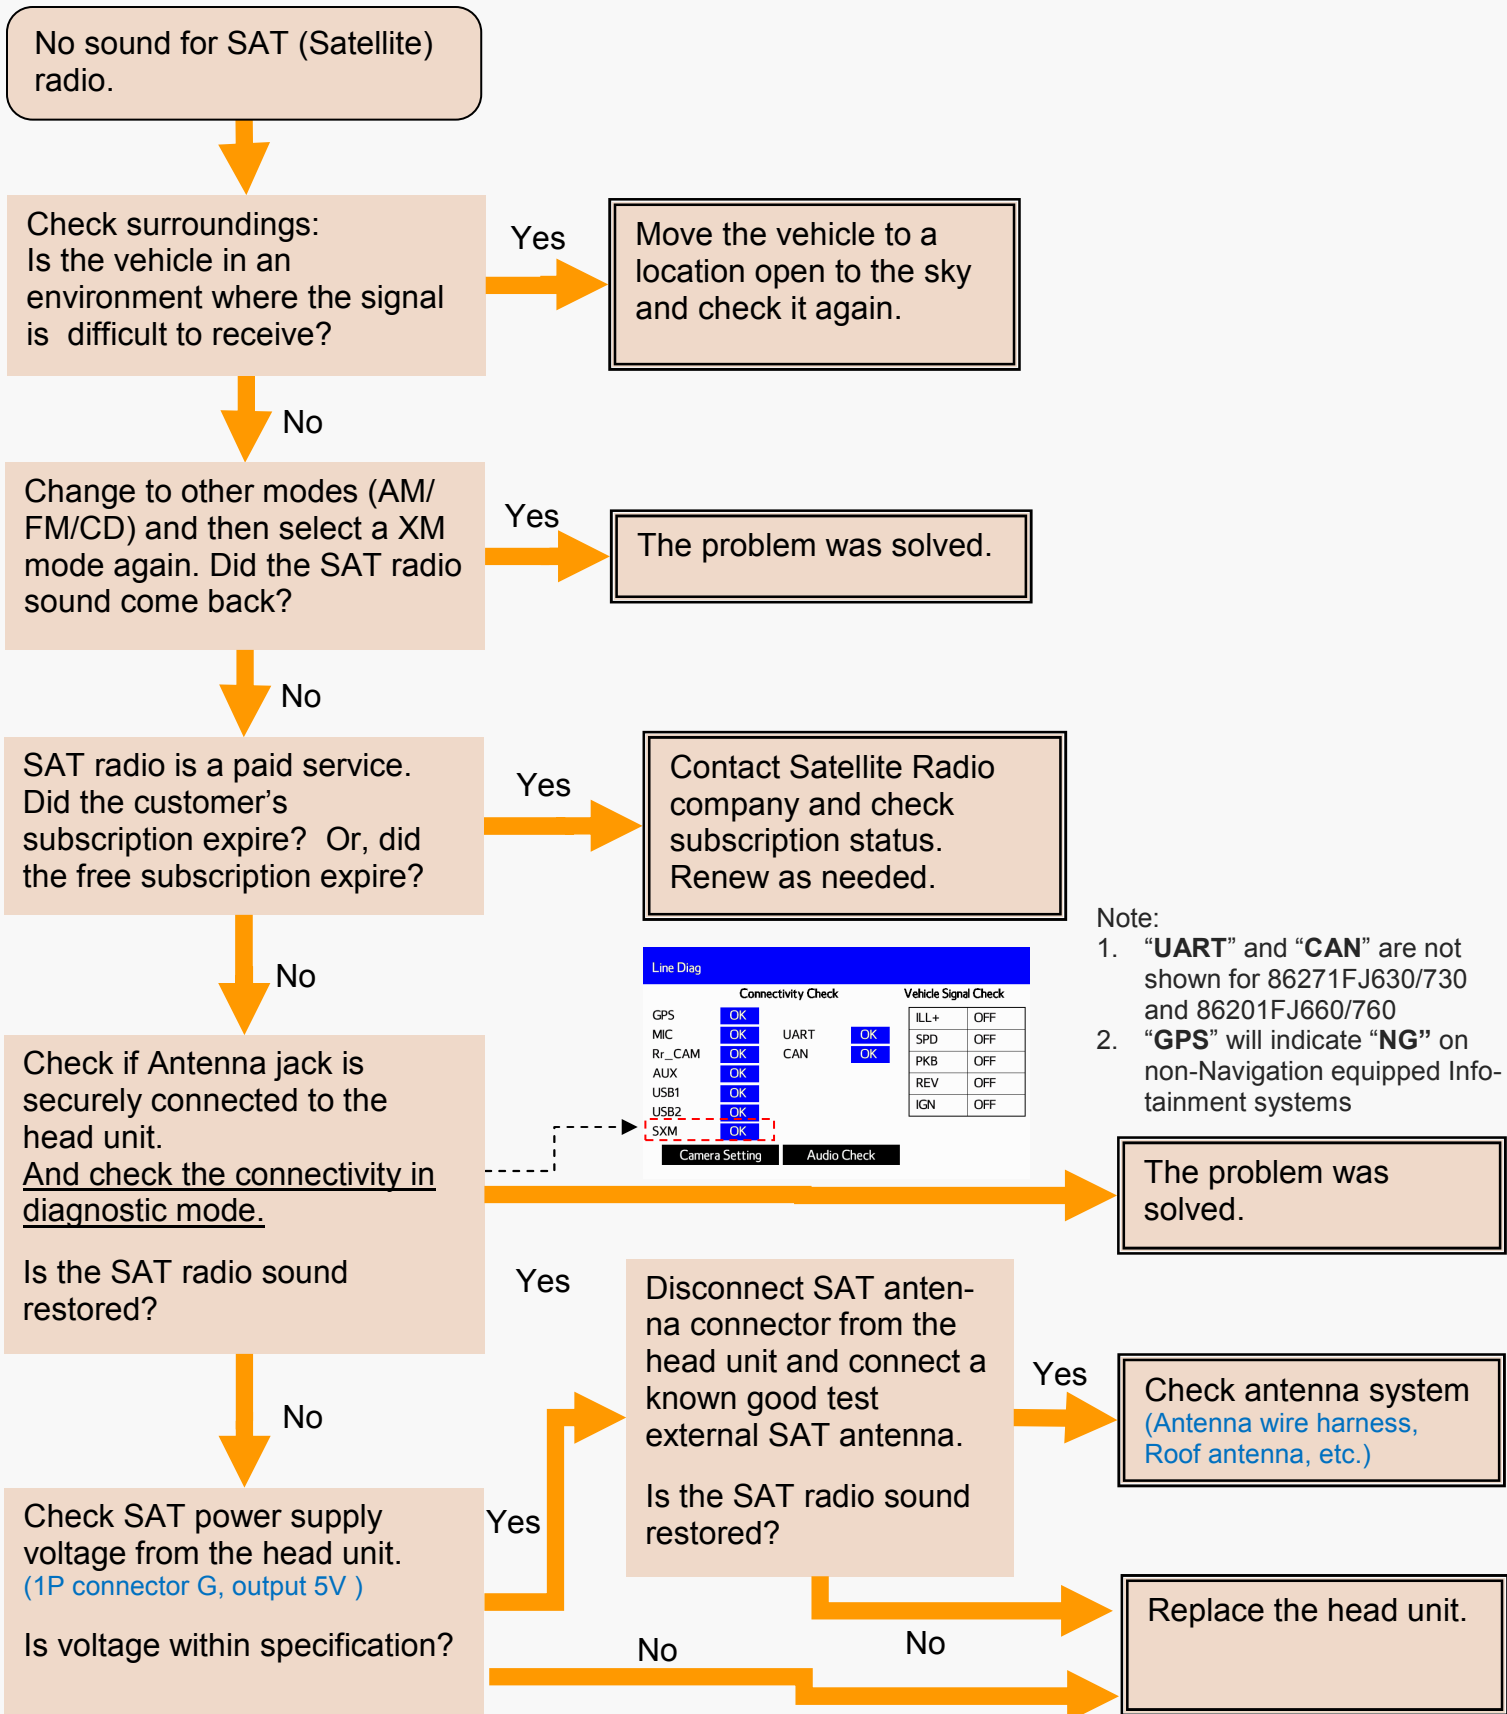 No sound for SAT (Satellite)
radio.
Check surroundings:
Is the vehicle in an
environment where the signal
is  difficult to receive?
Yes
Move the vehicle to a
location open to the sky
and check it again.
No
Change to other modes (AM/
FM/CD) and then select a XM
mode again. Did the SAT radio
sound come back?
Yes
The problem was solved.
No
SAT radio is a paid service.
Did the customer’s
subscription expire?  Or, did
the free subscription expire?
Yes
Contact Satellite Radio
company and check
subscription status.
Renew as needed.
No
Note:
1. “UART” and “CAN” are not
shown for 86271FJ630/730
and 86201FJ660/760
2. “GPS” will indicate “NG” on
non-Navigation equipped Info-
tainment systems
Line Diag
Connectivity Check Vehicle Signal Check
GPS OK ILL+ OFF
MIC OK UART OK SPD OFF
Rr_CAM OK CAN OK PKB OFF
AUX OK REV OFF
USB1 OK IGN OFF
USB2 OK
SXM OK
Camera Setting Audio Check
Check if Antenna jack is
securely connected to the
head unit.
And check the connectivity in
diagnostic mode.
Is the SAT radio sound
restored?
Yes
The problem was
solved.
No
Check SAT power supply
voltage from the head unit.
(1P connector G, output 5V )
Is voltage within specification?
Yes
Disconnect SAT anten-
na connector from the
head unit and connect a
known good test
external SAT antenna.
Is the SAT radio sound
restored?
Yes
Check antenna system
(Antenna wire harness,
Roof antenna, etc.)
No
No
Replace the head unit.